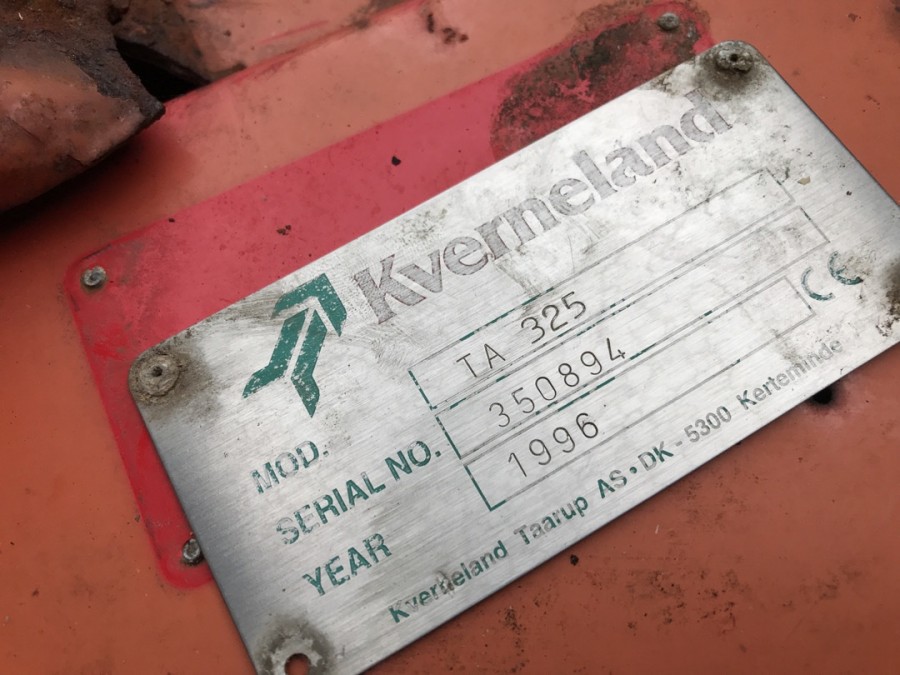 Kverneland
MOD. TA 325
SERIAL NO. 350894
YEAR 1996
CE
Kverneland Taarup AS • DK - 5300 Kerteminde